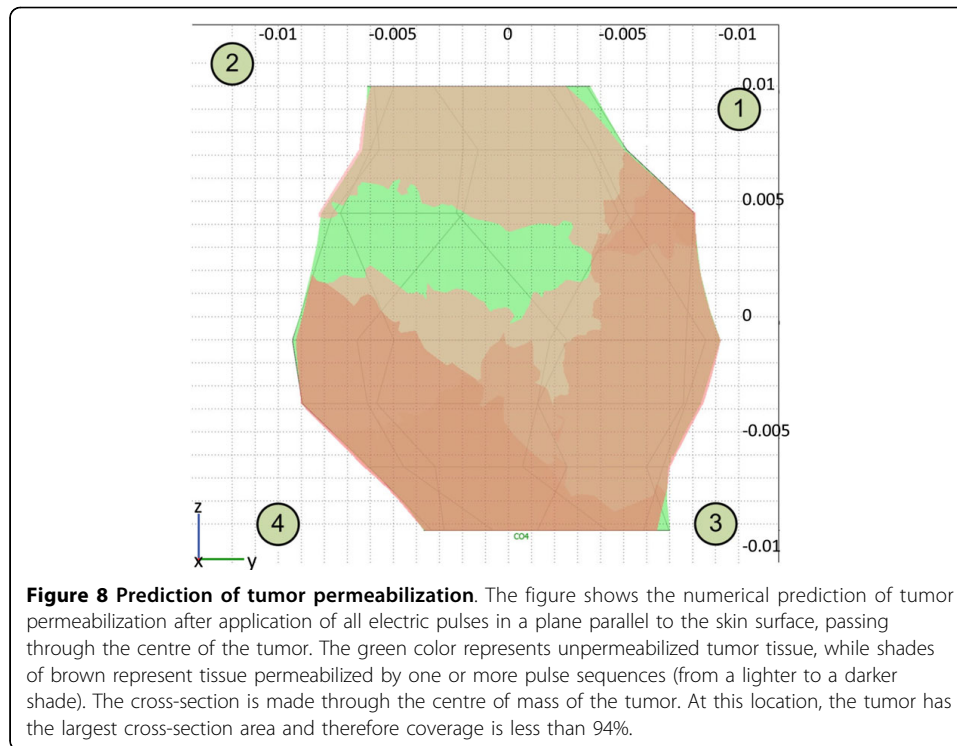 -0.01 -0.005 0 -0.005 -0.01
2
0.01
1
0.005
0
-0.005
z
4
3
x y
-0.01
CO4
Figure 8 Prediction of tumor permeabilization. The figure shows the numerical prediction of tumor
permeabilization after application of all electric pulses in a plane parallel to the skin surface, passing
through the centre of the tumor. The green color represents unpermeabilized tumor tissue, while shades
of brown represent tissue permeabilized by one or more pulse sequences (from a lighter to a darker
shade). The cross-section is made through the centre of mass of the tumor. At this location, the tumor has
the largest cross-section area and therefore coverage is less than 94%.